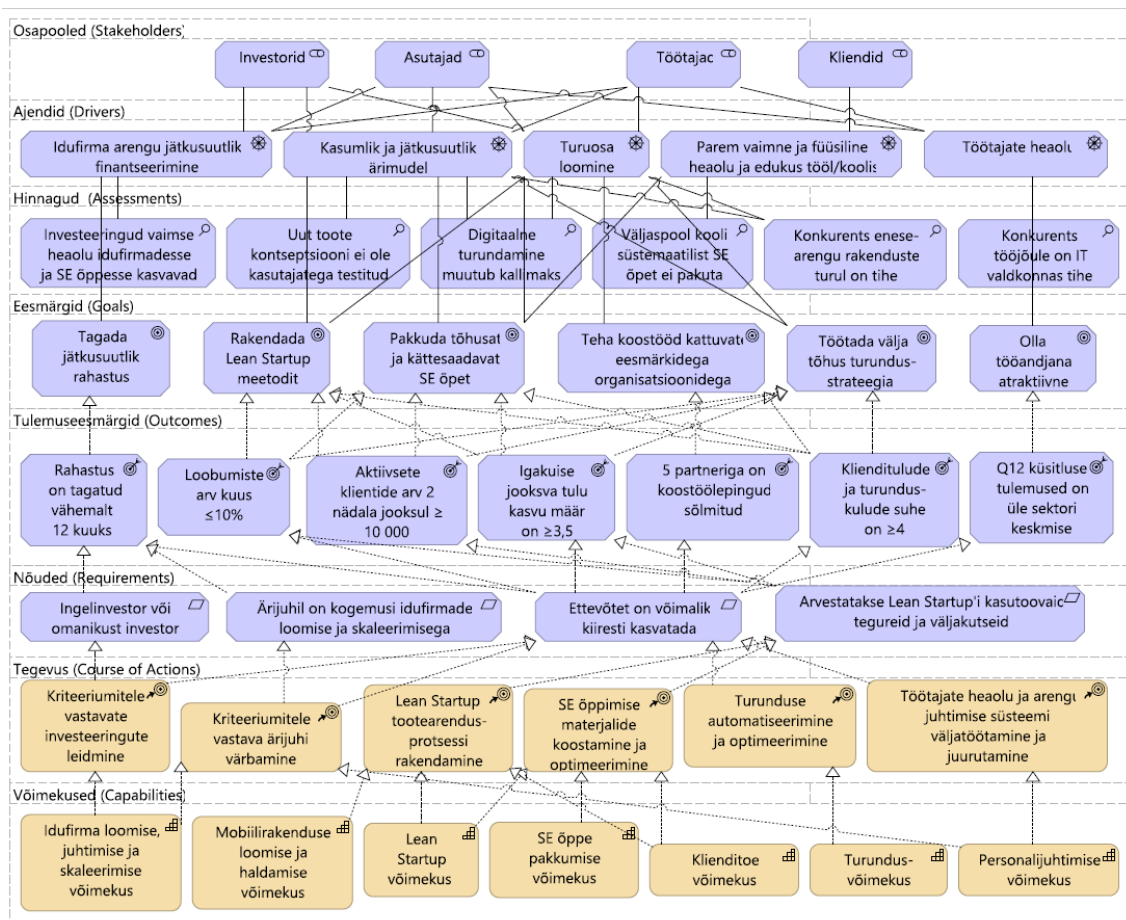 Osapooled (Stakeholders)
Investorid
Asutajad
Töötajac
Kliendid
Ajendid (Drivers)
Idufirma arengu jätkusuutlik
finantseerimine
Kasumlik ja jätkusuutlik
ärimudel
Turuosa
loomine
Parem vaimne ja füüsiline
heaolu ja edukus tööl/koolis
Töötajate heaolu
Hinnagud (Assessments)
Investeeringud vaimse
heaolu idufirmadesse
ja SE õppesse kasvavad
Uut toote
kontseptsiooni ei ole
kasutajatega testitud
Digitaalne
turundamine
muutub kallimaks
Väljaspool kooli
süstemaatilist SE
õpet ei pakuta
Konkurents enese-
arengu rakenduste
turul on tihe
Konkurents
tööjõule on IT
valdkonnas tihe
Eesmärgid (Goals)
Tagada
jätkusuutlik
rahastus
Rakendada
Lean Startup
meetodit
Pakkuda tõhusat
ja kättesaadavat
SE õpet
Teha koostööd kattuvate
eesmärkidega
organisatsioonidega
Töötada välja
tõhus turundus-
strateegia
Olla
tööandjana
atraktiivne
Tulemuseesmärgid (Outcomes)
Rahastus
on tagatud
vähemalt
12 kuuks
Loobumiste
arv kuus
≤10%
Aktiivsete
klientide arv 2
nädala jooksul ≥
10 000
Igakuise
jooksva tulu
kasvu määr
on ≥3,5
5 partneriga on
koostöölepingud
sõlmitud
Klienditulude
ja turundus-
kulude suhe
on ≥4
Q12 küsitluse
tulemused on
üle sektori
keskmise
Nõuded (Requirements)
Ingelinvestor või
omanikust investor
Ärijuhil on kogemusi idufirmade
loomise ja skaleerimisega
Ettevõtet on võimalik
kiiresti kasvatada
Arvestatakse Lean Startup'i kasutoovaic
tegureid ja väljakutseid
Tegevus (Course of Actions)
Kriteeriumitele
vastavate
investeeringute
leidmine
Kriteeriumitele
vastava ärijuhi
värbamine
Lean Startup
tootearendus-
protsessi
rakendamine
SE õppimise
materjalide
koostamine ja
optimeerimine
Turunduse
automatiseerimine
ja optimeerimine
Töötajate heaolu ja arengu
juhtimise süsteemi
väljatöötamine ja
juurutamine
Võimekused (Capabilities)
Idufirma loomise,
juhtimise ja
skaleerimise
võimekus
Mobiilirakenduse
loomise ja
haldamise
võimekus
Lean
Startup
võimekus
SE õppe
pakkumise
võimekus
Klienditoe
võimekus
Turundus-
võimekus
Personalijuhtimise
võimekus